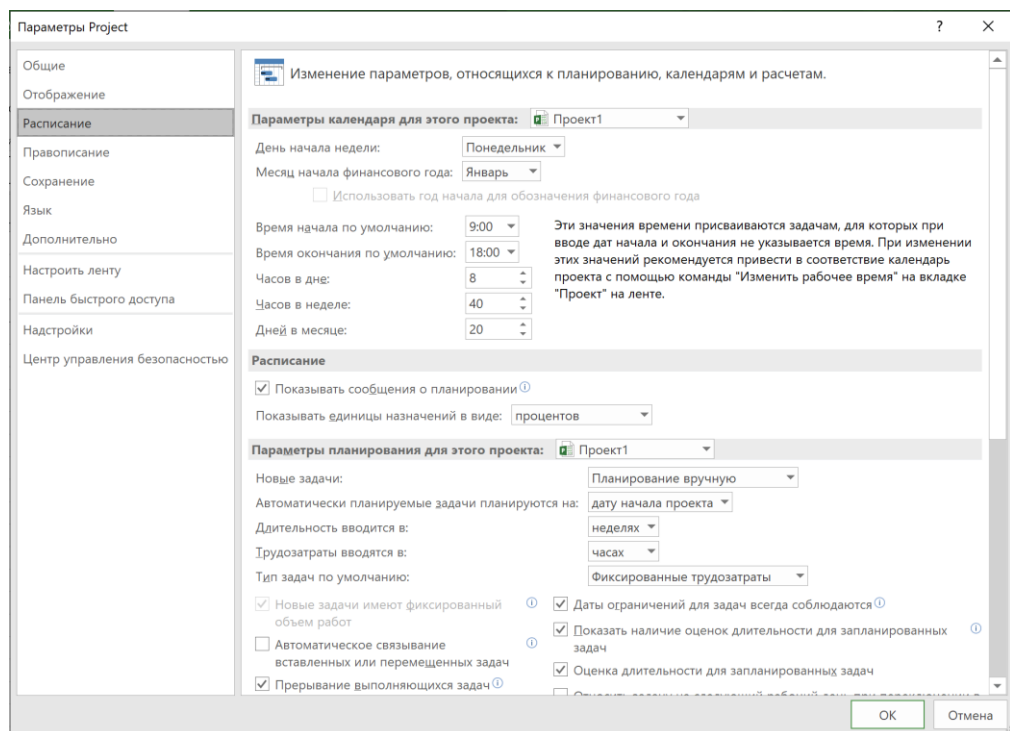 Параметры Project
?
Общие
Отображение
Расписание
Правописание
Сохранение
Язык
Дополнительно
Настроить ленту
Панель быстрого доступа
Надстройки
Центр управления безопасностью
Изменение параметров, относящихся к планированию, календарям и расчетам.
Параметры календаря для этого проекта: Проект1
День начала недели: Понедельник
Месяц начала финансового года: Январь
Использовать год начала для обозначения финансового года
Время начала по умолчанию: 9:00
Время окончания по умолчанию: 18:00
Часов в дне: 8
Часов в неделе: 40
Дней в месяце: 20
Эти значения времени присваиваются задачам, для которых при
вводе дат начала и окончания не указывается время. При изменении
этих значений рекомендуется привести в соответствие календарь
проекта с помощью команды "Изменить рабочее время" на вкладке
"Проект" на ленте.
Расписание
Показывать сообщения о планировании
Показывать единицы назначений в виде: процентов
Параметры планирования для этого проекта: Проект1
Новые задачи: Планирование вручную
Автоматически планируемые задачи планируются на: дату начала проекта
Длительность вводится в: неделях
Трудозатраты вводятся в: часах
Тип задач по умолчанию: Фиксированные трудозатраты
Новые задачи имеют фиксированный
объем работ
Автоматическое связывание
вставленных или перемещенных задач
Прерывание выполняющихся задач
Даты ограничений для задач всегда соблюдаются
Показать наличие оценок длительности для запланированных
задач
Оценка длительности для запланированных задач
ОК
Отмена